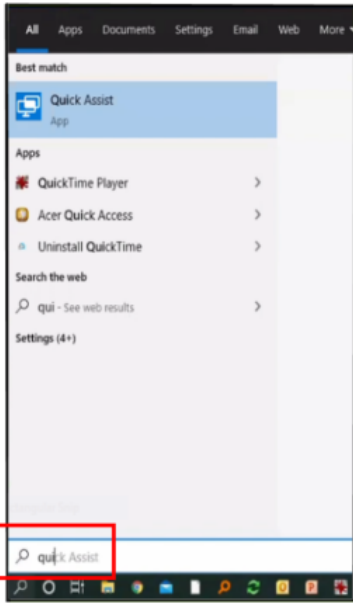 All Apps Documents Settings Email Web More
Best match
Quick Assist
App
Apps
QuickTime Player
Acer Quick Access
Uninstall QuickTime
Search the web
qui - See web results
Settings (4+)
quick Assist